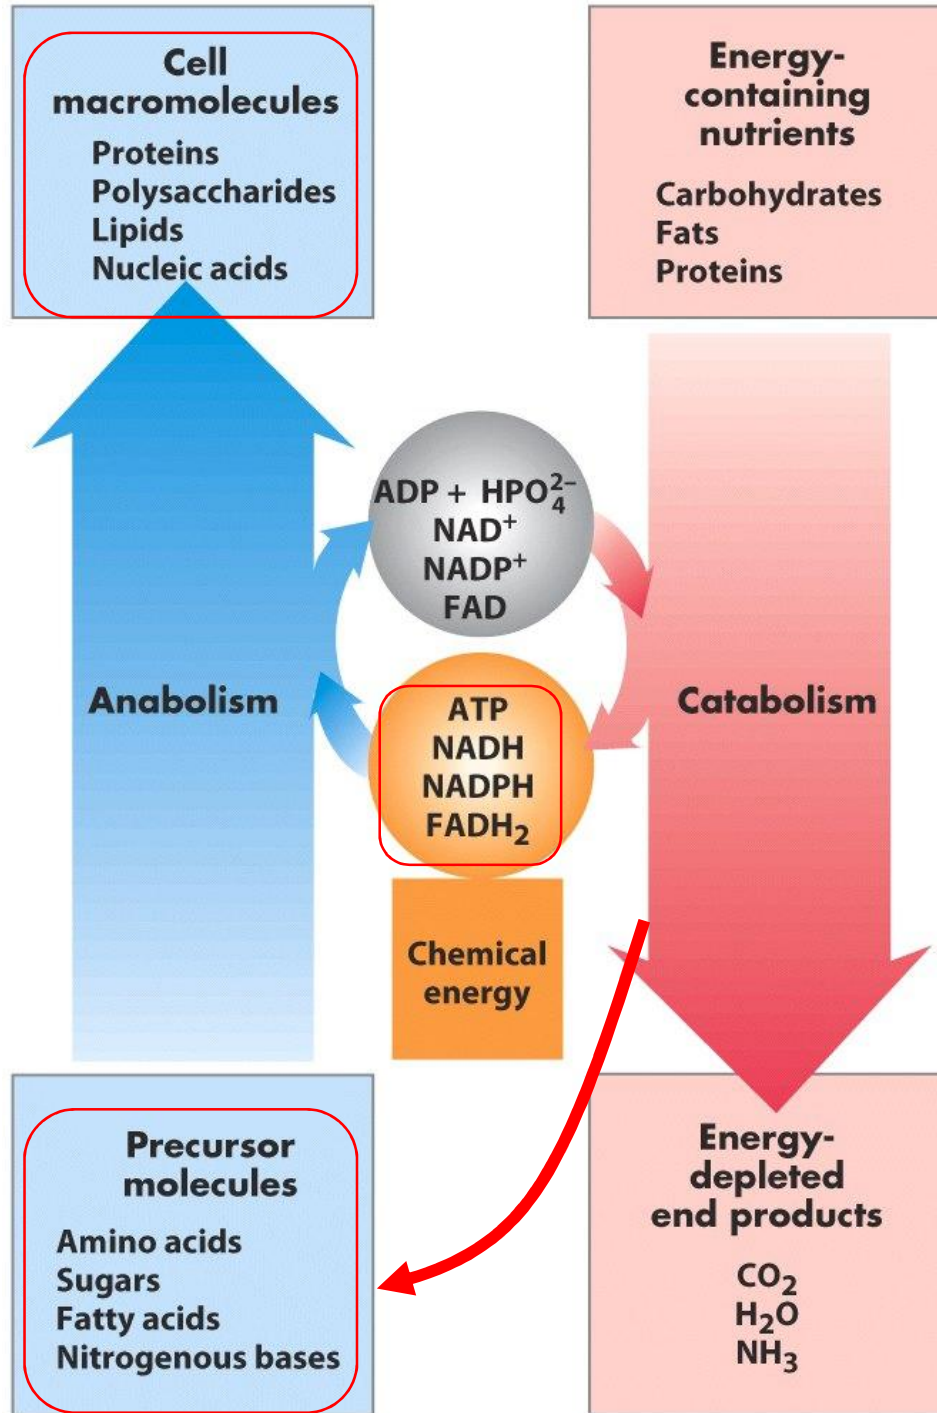 Cell
macromolecules
Proteins
Polysaccharides
Lipids
Nucleic acids
Energy-
containing
nutrients
Carbohydrates
Fats
Proteins
ADP + HPO₄²⁻
NAD⁺
NADP⁺
FAD
Anabolism
ATP
NADH
NADPH
FADH₂
Catabolism
Chemical
energy
Precursor
molecules
Amino acids
Sugars
Fatty acids
Nitrogenous bases
Energy-
depleted
end products
CO₂
H₂O
NH₃